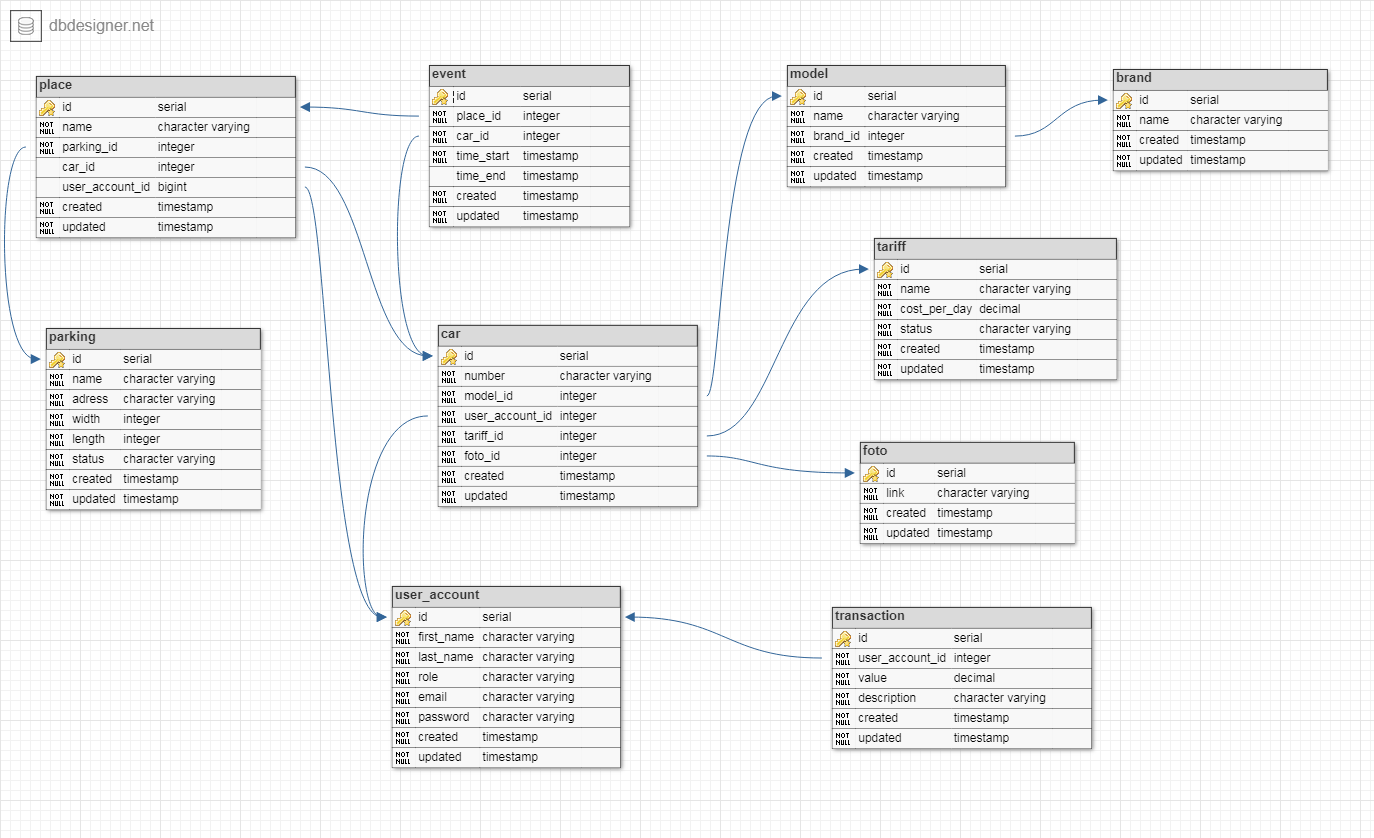 dbdesigner.net
place
id serial
NOT NULL name character varying
NOT NULL parking_id integer
car_id integer
user_account_id bigint
NOT NULL created timestamp
NOT NULL updated timestamp
event
id serial
NOT NULL place_id integer
NOT NULL car_id integer
NOT NULL time_start timestamp
time_end timestamp
NOT NULL created timestamp
NOT NULL updated timestamp
model
id serial
NOT NULL name character varying
NOT NULL brand_id integer
NOT NULL created timestamp
NOT NULL updated timestamp
brand
id serial
NOT NULL name character varying
NOT NULL created timestamp
NOT NULL updated timestamp
tariff
id serial
NOT NULL name character varying
NOT NULL cost_per_day decimal
NOT NULL status character varying
NOT NULL created timestamp
NOT NULL updated timestamp
parking
id serial
NOT NULL name character varying
NOT NULL adress character varying
NOT NULL width integer
NOT NULL length integer
NOT NULL status character varying
NOT NULL created timestamp
NOT NULL updated timestamp
car
id serial
NOT NULL number character varying
NOT NULL model_id integer
NOT NULL user_account_id integer
NOT NULL tariff_id integer
NOT NULL foto_id integer
NOT NULL created timestamp
NOT NULL updated timestamp
foto
id serial
NOT NULL link character varying
NOT NULL created timestamp
NOT NULL updated timestamp
user_account
id serial
NOT NULL first_name character varying
NOT NULL last_name character varying
NOT NULL role character varying
NOT NULL email character varying
NOT NULL password character varying
NOT NULL created timestamp
NOT NULL updated timestamp
transaction
id serial
NOT NULL user_account_id integer
NOT NULL value decimal
NOT NULL description character varying
NOT NULL created timestamp
NOT NULL updated timestamp